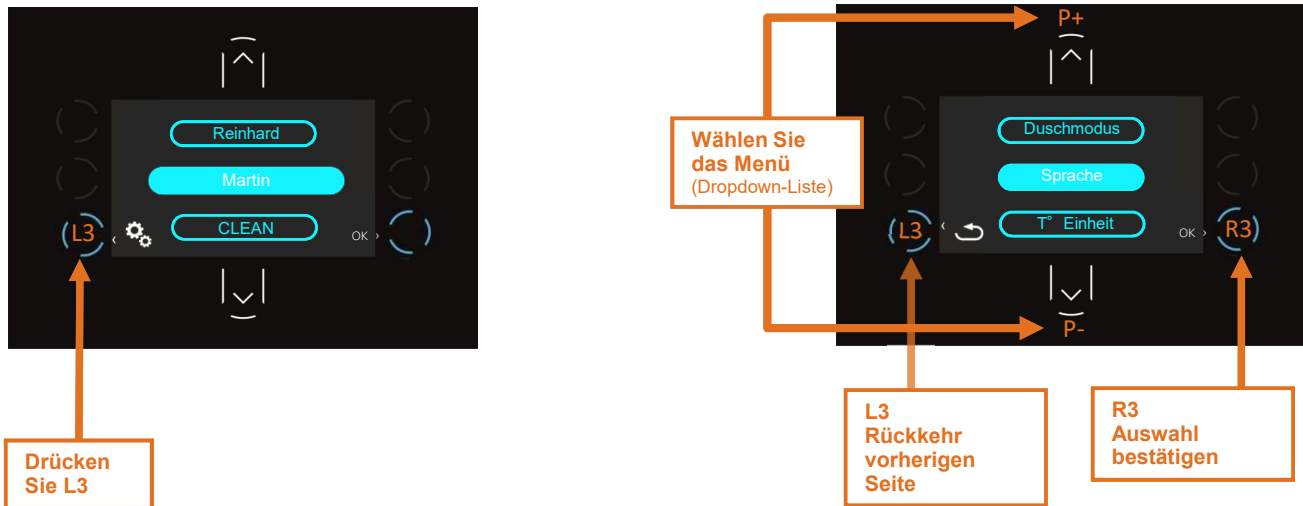 Reinhard
Martin
CLEAN
L3
OK
Drücken
Sie L3
P+
Wählen Sie
das Menü
(Dropdown-Liste)
Duschmodus
Sprache
T° Einheit
L3
OK
R3
P-
L3
Rückkehr
vorherigen
Seite
R3
Auswahl
bestätigen